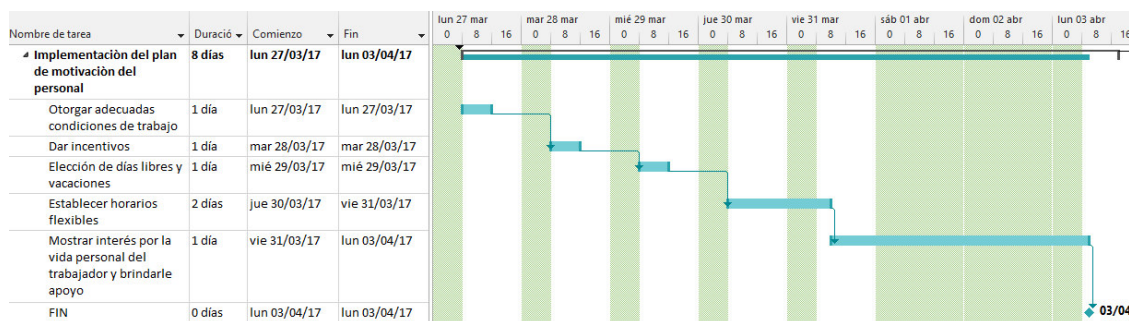 lun 27 mar mar 28 mar mié 29 mar jue 30 mar vie 31 mar sáb 01 abr dom 02 abr lun 03 abr
Nombre de tarea Duració Comienzo Fin 0 8 16 0 8 16 0 8 16 0 8 16 0 8 16 0 8 16 0 8 16 0 8 16
Implementaciòn del plan 8 días lun 27/03/17 lun 03/04/17
de motivaciòn del
personal
Otorgar adecuadas 1 día lun 27/03/17 lun 27/03/17
condiciones de trabajo
Dar incentivos 1 día mar 28/03/17 mar 28/03/17
Elección de días libres y 1 día mié 29/03/17 mié 29/03/17
vacaciones
Establecer horarios 2 días jue 30/03/17 vie 31/03/17
flexibles
Mostrar interés por la 1 día vie 31/03/17 lun 03/04/17
vida personal del
trabajador y brindarle
apoyo
FIN 0 días lun 03/04/17 lun 03/04/17 03/04